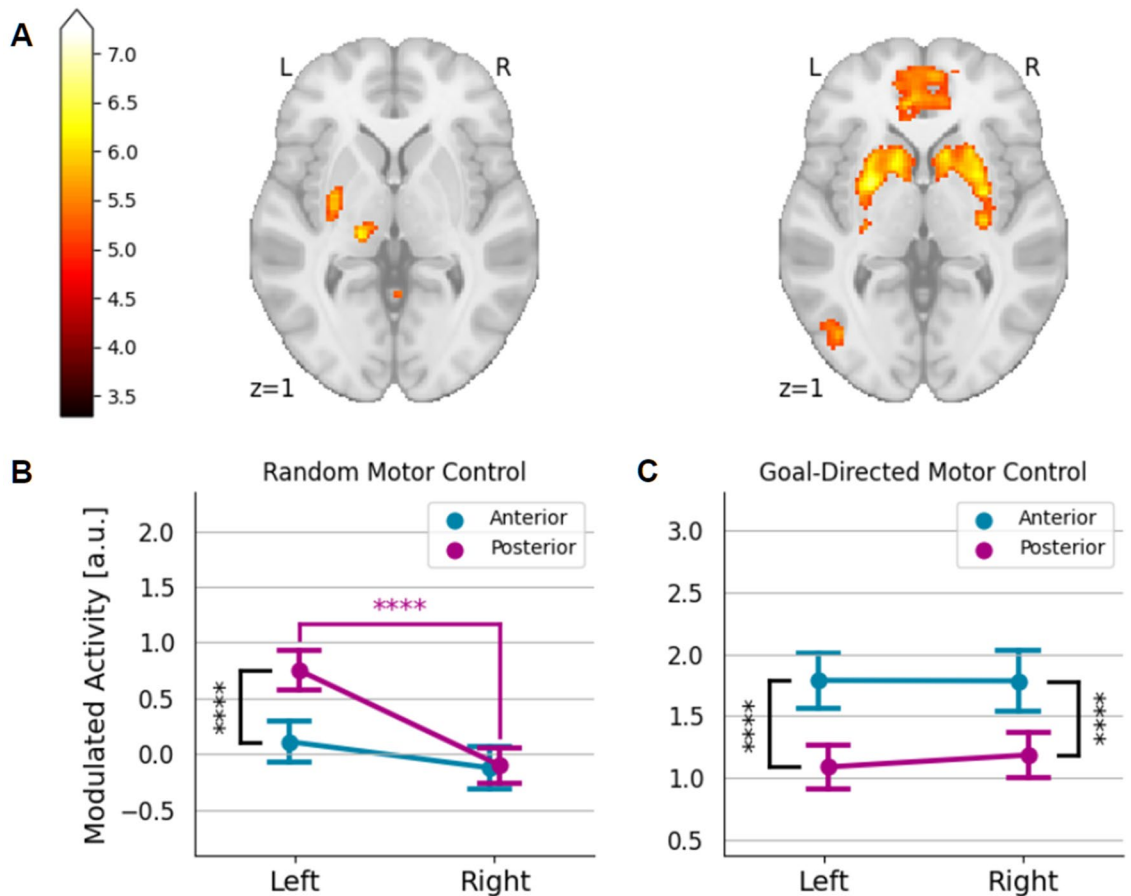 A
7.0
6.5
6.0
5.5
5.0
4.5
4.0
3.5
L R
z=1
L R
z=1
B
Random Motor Control
Modulated Activity [a.u.]
2.0
1.5
1.0
0.5
0.0
−0.5
Anterior
Posterior
****
****
Left Right
C
Goal-Directed Motor Control
3.0
2.5
2.0
1.5
1.0
0.5
Anterior
Posterior
****
****
Left Right